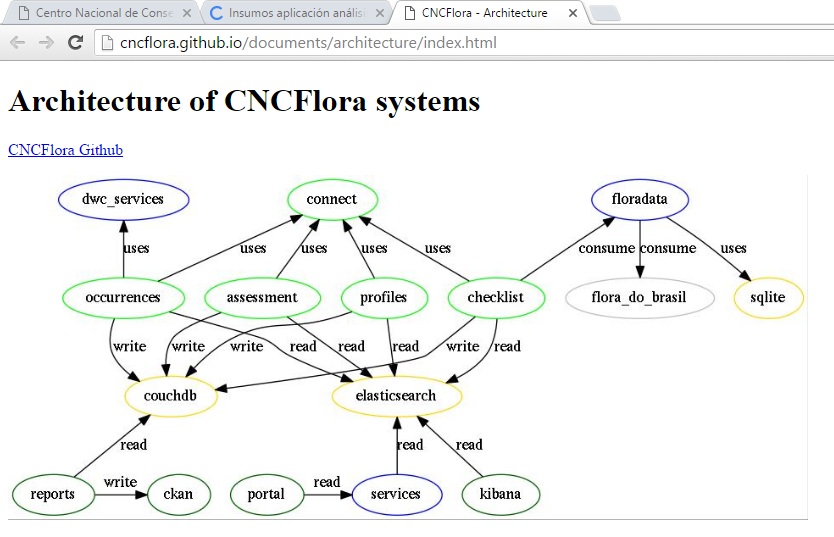 Centro Nacional de Conse
Insumos aplicación anális
CNCFlora - Architecture
cncflora.github.io/documents/architecture/index.html
Architecture of CNCFlora systems
CNCFlora Github
dwc_services connect floradata
uses uses uses uses uses consume consume uses
occurrences assessment profiles checklist flora_do_brasil sqlite
write write write read read read write read
couchdb elasticsearch
read read read
write read
reports ckan portal services kibana